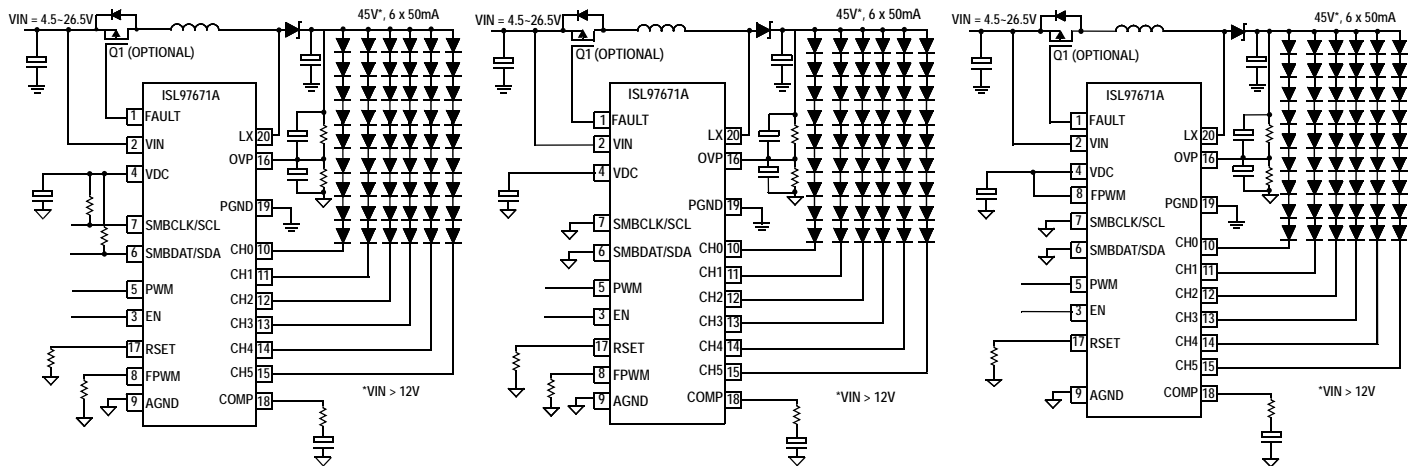 VIN = 4.5~26.5V
45V*, 6 x 50mA
Q1 (OPTIONAL)
ISL97671A
1 FAULT
LX 20
2 VIN
OVP 16
4 VDC
PGND 19
7 SMBCLK/SCL
CH0 10
6 SMBDAT/SDA
CH1 11
5 PWM
CH2 12
3 EN
CH3 13
17 RSET
CH4 14
8 FPWM
CH5 15
9 AGND
COMP 18
*VIN > 12V
VIN = 4.5~26.5V
45V*, 6 x 50mA
Q1 (OPTIONAL)
ISL97671A
1 FAULT
LX 20
2 VIN
OVP 16
4 VDC
PGND 19
7 SMBCLK/SCL
CH0 10
6 SMBDAT/SDA
CH1 11
5 PWM
CH2 12
3 EN
CH3 13
17 RSET
CH4 14
8 FPWM
CH5 15
9 AGND
COMP 18
*VIN > 12V
VIN = 4.5~26.5V
45V*, 6 x 50mA
Q1 (OPTIONAL)
ISL97671A
1 FAULT
LX 20
2 VIN
OVP 16
4 VDC
8 FPWM
PGND 19
7 SMBCLK/SCL
CH0 10
6 SMBDAT/SDA
CH1 11
5 PWM
CH2 12
3 EN
CH3 13
17 RSET
CH4 14
CH5 15
9 AGND
COMP 18
*VIN > 12V